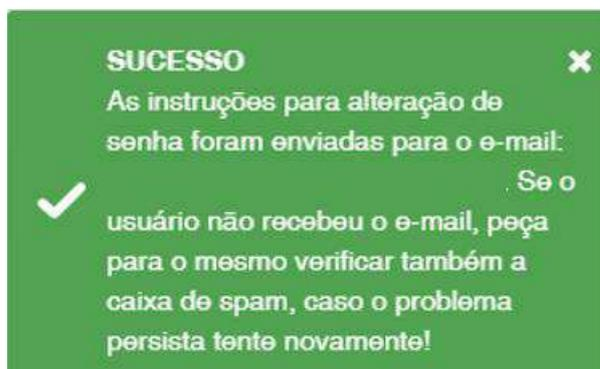 SUCESSO
As instruções para alteração de
senha foram enviadas para o e-mail:
. Se o
usuário não recebeu o e-mail, peça
para o mesmo verificar também a
caixa de spam, caso o problema
persista tente novamente!